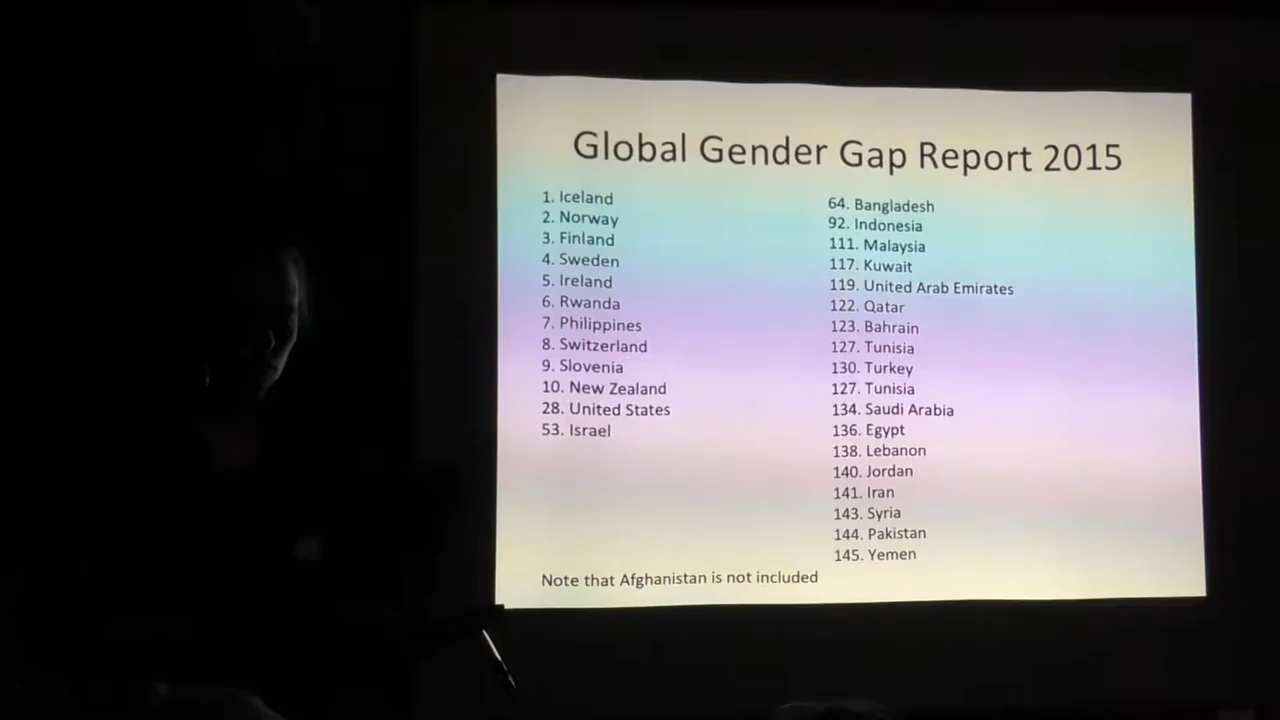 Global Gender Gap Report 2015
1. Iceland
2. Norway
3. Finland
4. Sweden
5. Ireland
6. Rwanda
7. Philippines
8. Switzerland
9. Slovenia
10. New Zealand
28. United States
53. Israel
64. Bangladesh
92. Indonesia
111. Malaysia
117. Kuwait
119. United Arab Emirates
122. Qatar
123. Bahrain
127. Tunisia
130. Turkey
127. Tunisia
134. Saudi Arabia
136. Egypt
138. Lebanon
140. Jordan
141. Iran
143. Syria
144. Pakistan
145. Yemen
Note that Afghanistan is not included